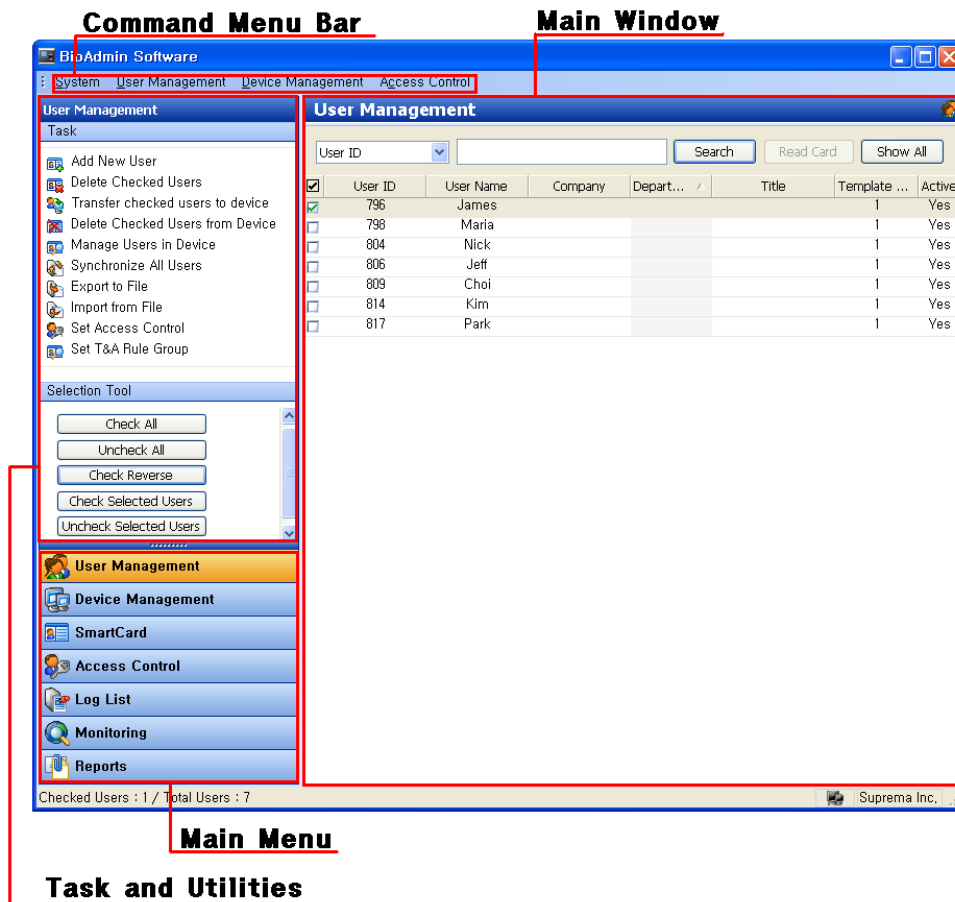 Command Menu Bar
Main Window
BioAdmin Software
System User Management Device Management Access Control
User Management
Task
Add New User
Delete Checked Users
Transfer checked users to device
Delete Checked Users from Device
Manage Users in Device
Synchronize All Users
Export to File
Import from File
Set Access Control
Set T&A Rule Group
Selection Tool
Check All
Uncheck All
Check Reverse
Check Selected Users
Uncheck Selected Users
User Management
Device Management
SmartCard
Access Control
Log List
Monitoring
Reports
User Management
User ID Search Read Card Show All
User ID User Name Company Depart... Title Template ... Active
796 James 1 Yes
798 Maria 1 Yes
804 Nick 1 Yes
806 Jeff 1 Yes
809 Choi 1 Yes
814 Kim 1 Yes
817 Park 1 Yes
Checked Users : 1 / Total Users : 7 Suprema Inc.
Main Menu
Task and Utilities